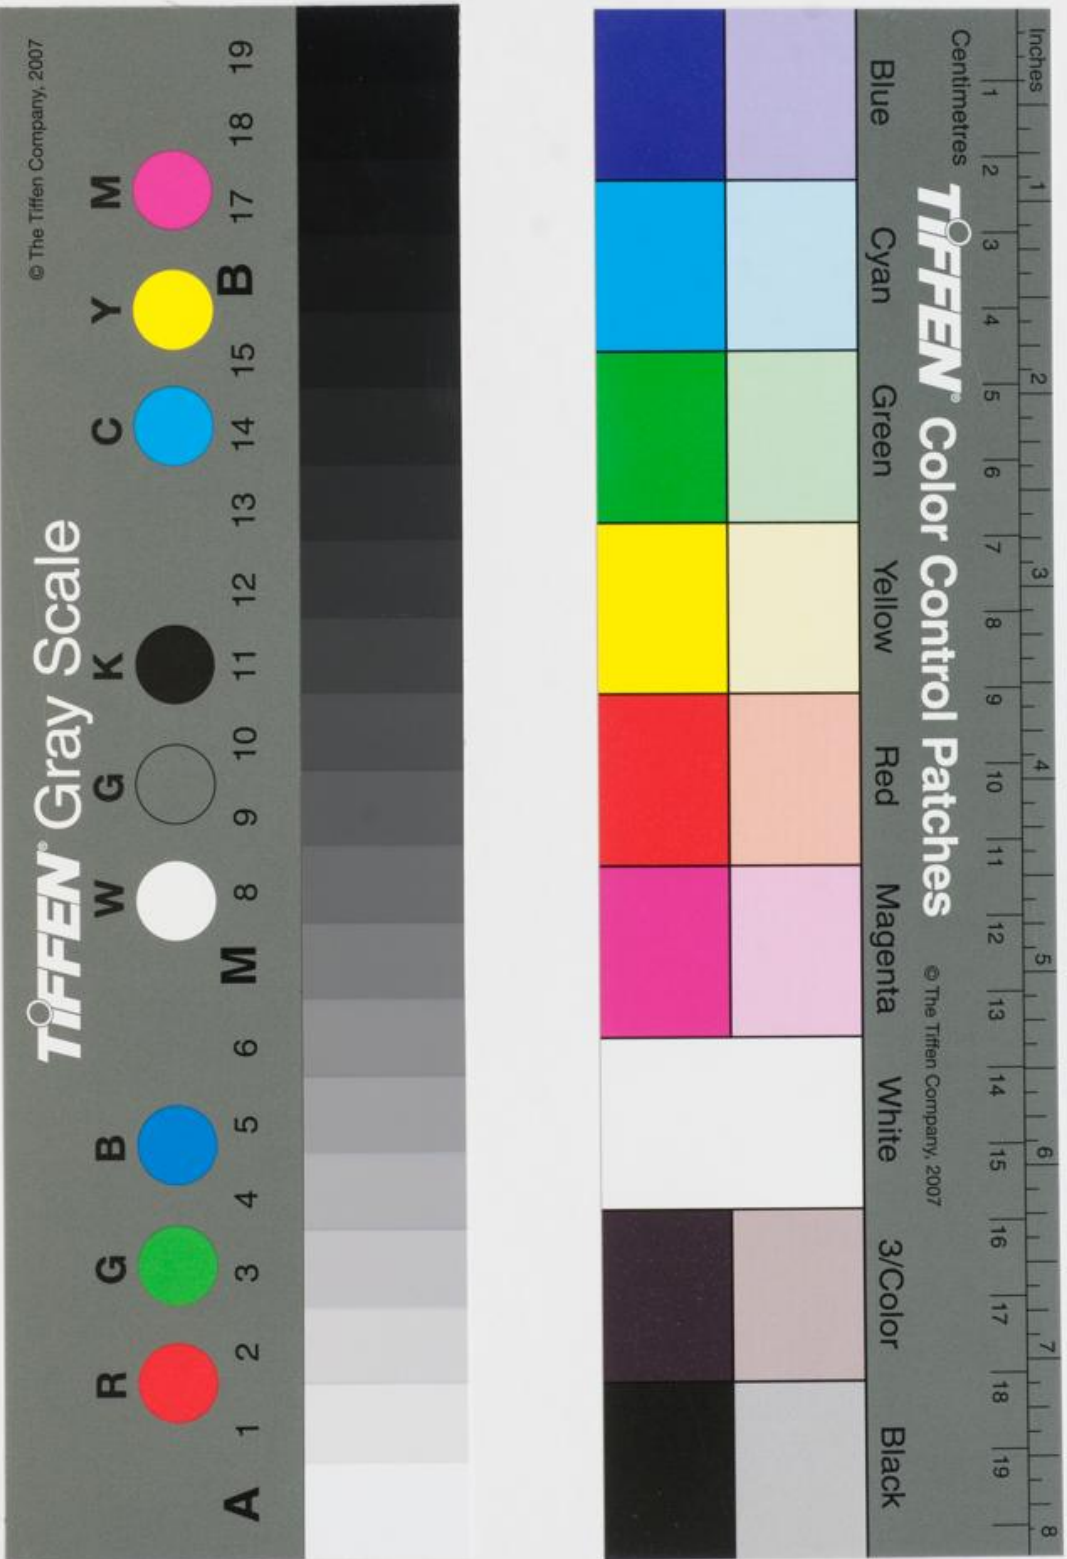 Inches 1 2 3 4 5 6 7 8
Centimetres 1 2 3 4 5 6 7 8 9 10 11 12 13 14 15 16 17 18 19
TIFFEN® Color Control Patches © The Tiffen Company, 2007
Blue Cyan Green Yellow Red Magenta White 3/Color Black
A 1 2 3 4 5 6 M 8 9 10 11 12 13 14 15 B 17 18 19
R G B W G K C Y M
TIFFEN® Gray Scale
© The Tiffen Company, 2007